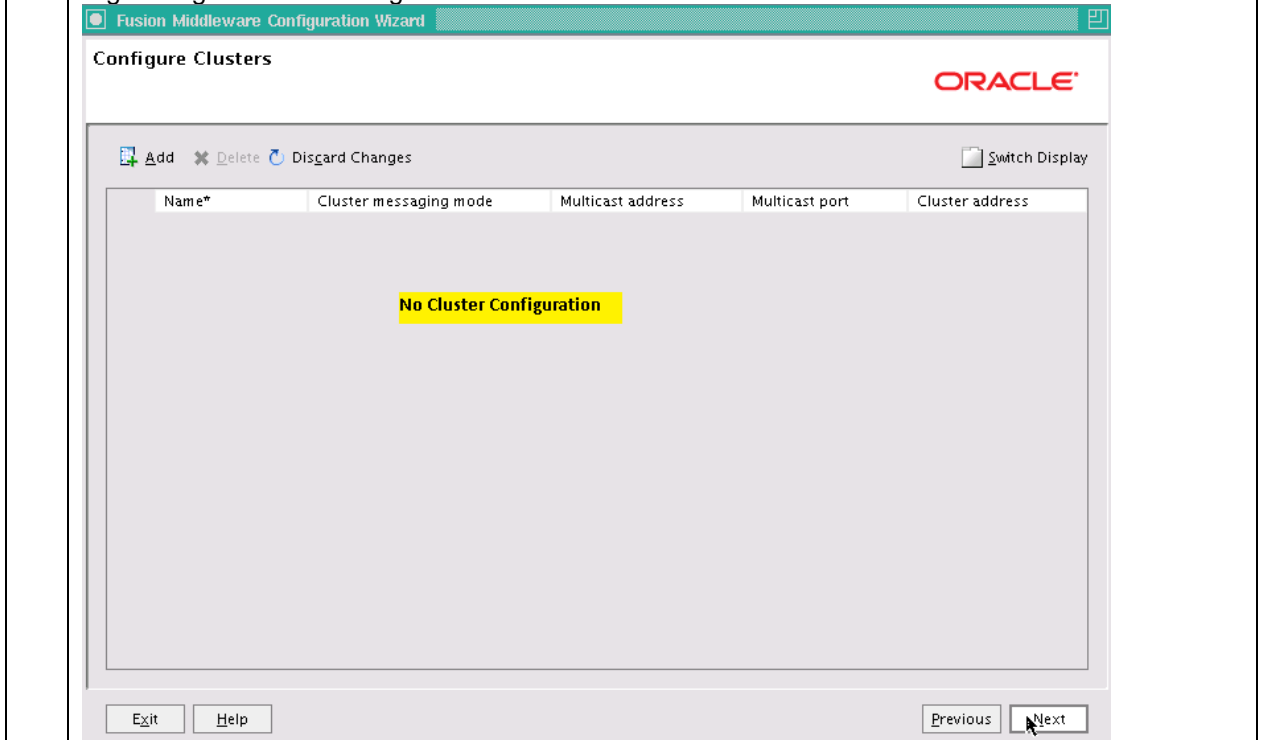 Fusion Middleware Configuration Wizard
Configure Clusters
ORACLE
Add Delete Discard Changes Switch Display
Name* Cluster messaging mode Multicast address Multicast port Cluster address
No Cluster Configuration
Exit Help Previous Next